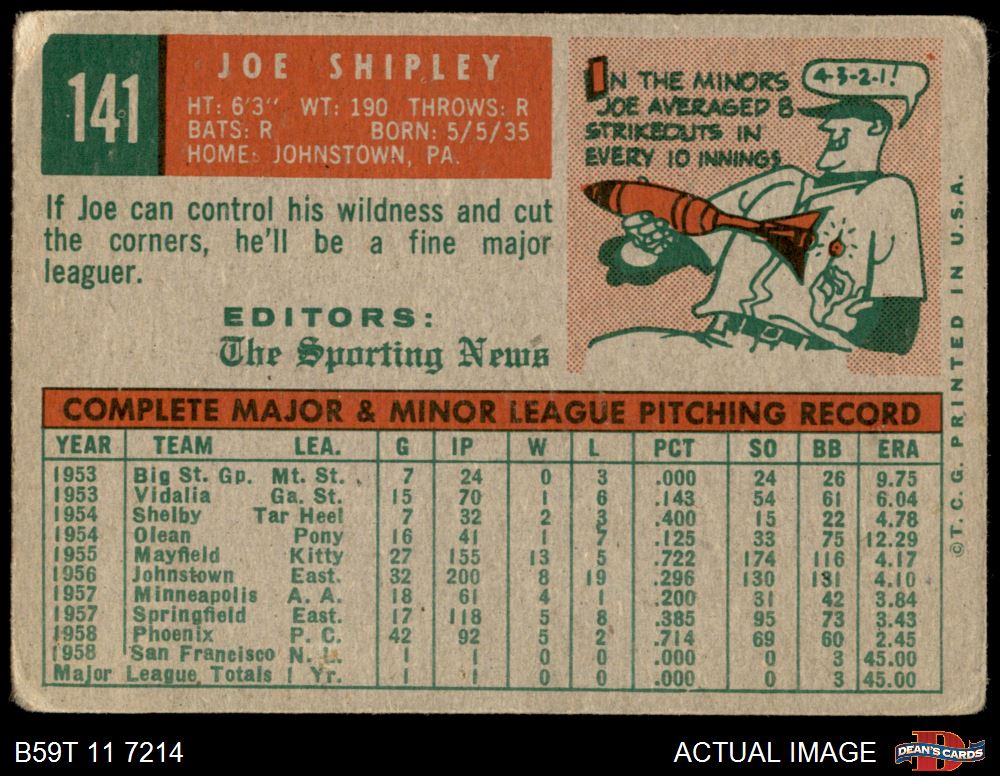 141
JOE SHIPLEY
HT: 6'3" WT: 190 THROWS: R
BATS: R BORN: 5/5/35
HOME: JOHNSTOWN, PA.
If Joe can control his wildness and cut
the corners, he'll be a fine major
leaguer.
EDITORS:
The Sporting News
IN THE MINORS
JOE AVERAGED 8
STRIKEOUTS IN
EVERY 10 INNINGS
4-3-2-1!
COMPLETE MAJOR & MINOR LEAGUE PITCHING RECORD
YEAR TEAM LEA. G IP W L PCT SO BB ERA
1953 Big St. Gp. Mt. St. 7 24 0 3 .000 24 26 9.75
1953 Vidalia Ga. St. 15 70 1 6 .143 54 61 6.04
1954 Shelby Tar Heel 7 32 2 3 .400 15 22 4.78
1954 Olean Pony 16 41 1 7 .125 33 75 12.29
1955 Mayfield Kitty 27 155 13 5 .722 174 116 4.17
1956 Johnstown East. 32 200 8 19 .296 130 131 4.10
1957 Minneapolis A. A. 18 61 4 1 .200 31 42 3.84
1957 Springfield East. 17 118 5 8 .385 95 73 3.43
1958 Phoenix P. C. 42 92 5 2 .714 69 60 2.45
1958 San Francisco N. L. 1 1 0 0 .000 0 3 45.00
Major League Totals 1 Yr. 1 1 0 0 .000 0 3 45.00
© T. C. G. PRINTED IN U.S.A.
B59T 11 7214
ACTUAL IMAGE
DEAN'S CARDS